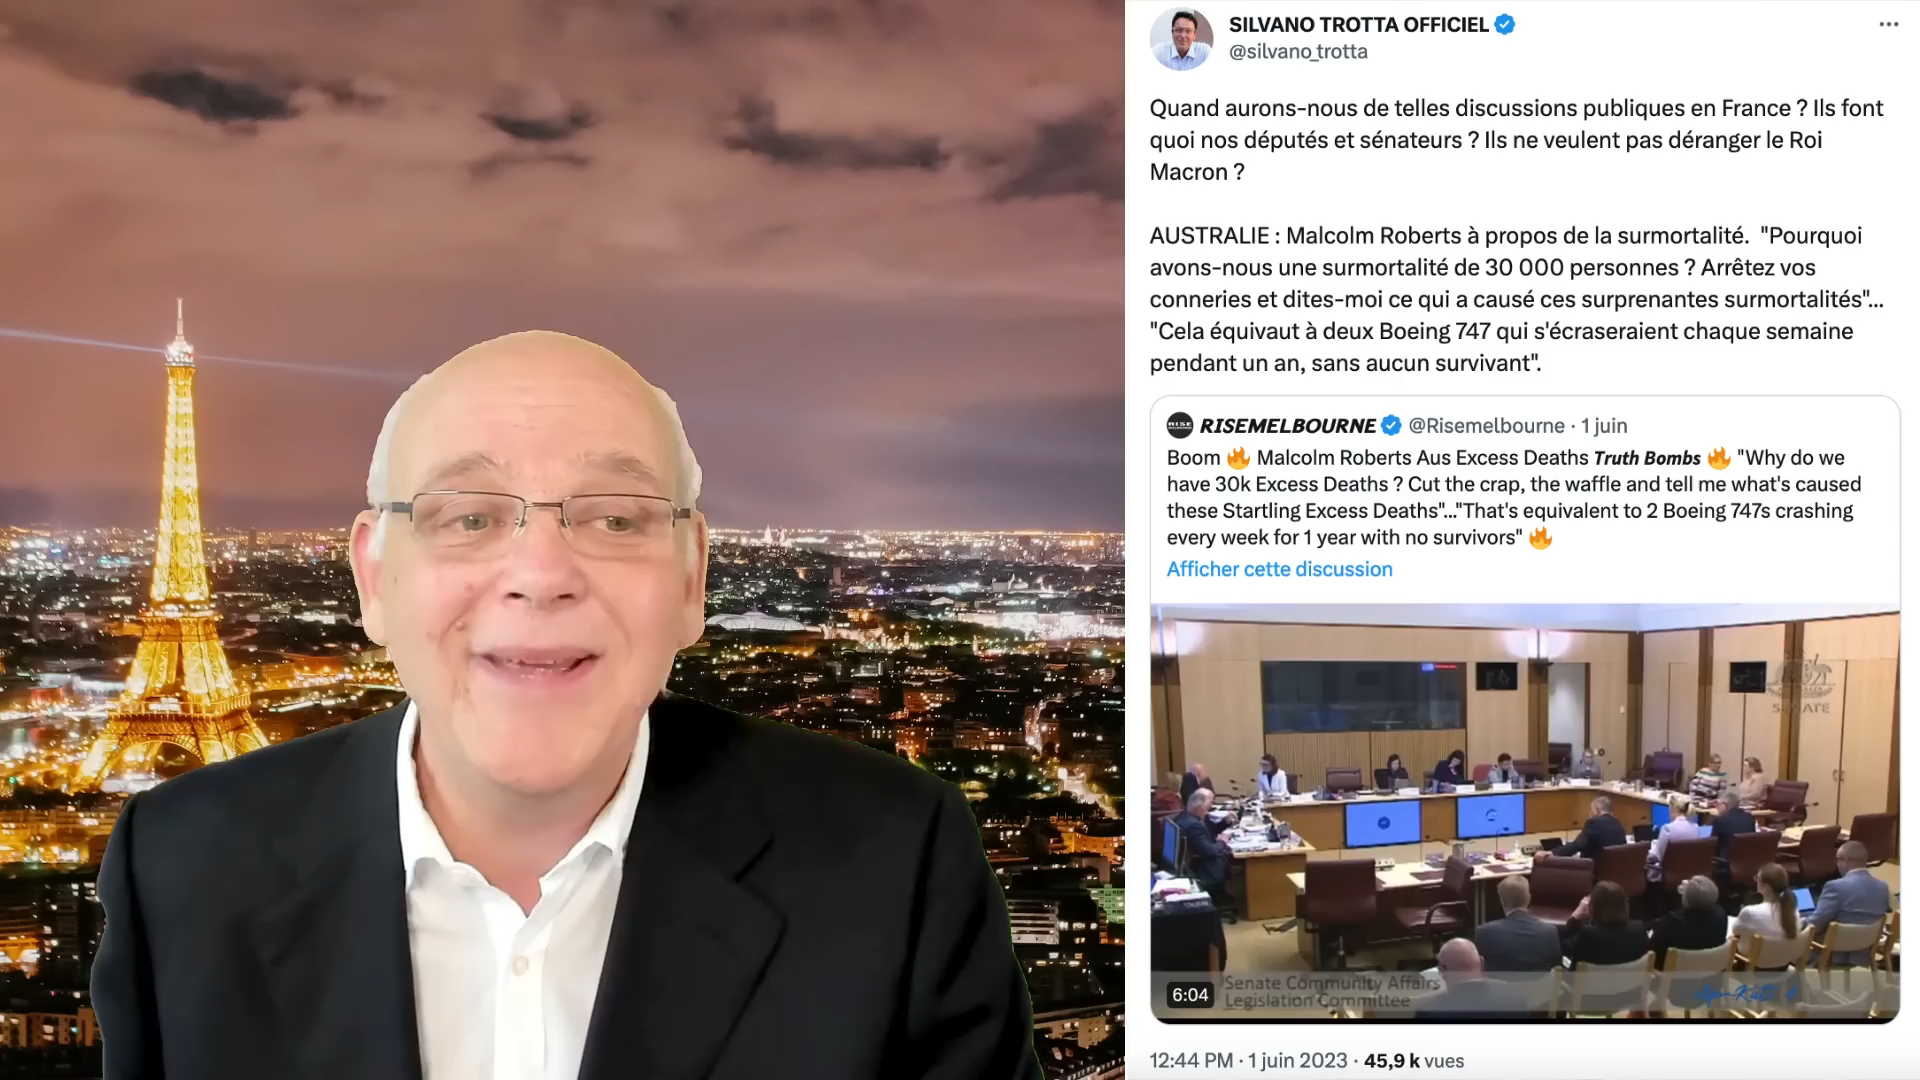 SILVANO TROTTA OFFICIEL
@silvano_trotta
Quand aurons-nous de telles discussions publiques en France ? Ils font
quoi nos députés et sénateurs ? Ils ne veulent pas déranger le Roi
Macron ?
AUSTRALIE : Malcolm Roberts à propos de la surmortalité. "Pourquoi
avons-nous une surmortalité de 30 000 personnes ? Arrêtez vos
conneries et dites-moi ce qui a causé ces surprenantes surmortalités"...
"Cela équivaut à deux Boeing 747 qui s'écraseraient chaque semaine
pendant un an, sans aucun survivant".
RISE RISEMELBOURNE @Risemelbourne · 1 juin
Boom 🔥 Malcolm Roberts Aus Excess Deaths Truth Bombs 🔥 "Why do we
have 30k Excess Deaths ? Cut the crap, the waffle and tell me what's caused
these Startling Excess Deaths"..."That's equivalent to 2 Boeing 747s crashing
every week for 1 year with no survivors" 🔥
Afficher cette discussion
SENATE
6:04 Senate Community Affairs
Legislation Committee
12:44 PM · 1 juin 2023 · 45,9 k vues